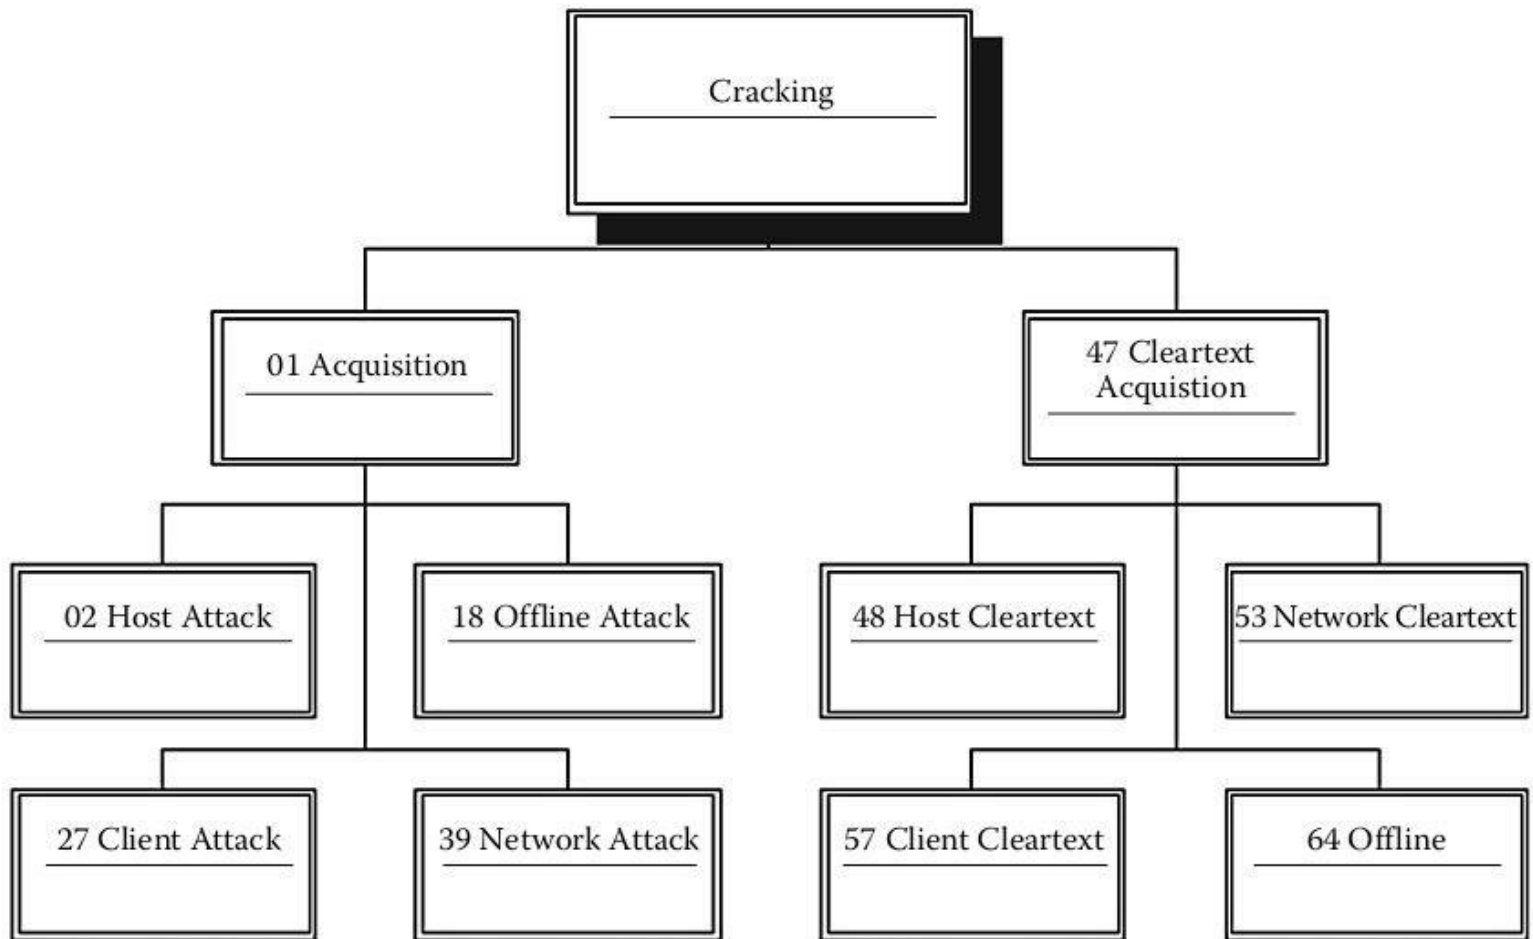 Cracking
01 Acquisition
47 Cleartext
Acquistion
02 Host Attack
18 Offline Attack
48 Host Cleartext
53 Network Cleartext
27 Client Attack
39 Network Attack
57 Client Cleartext
64 Offline